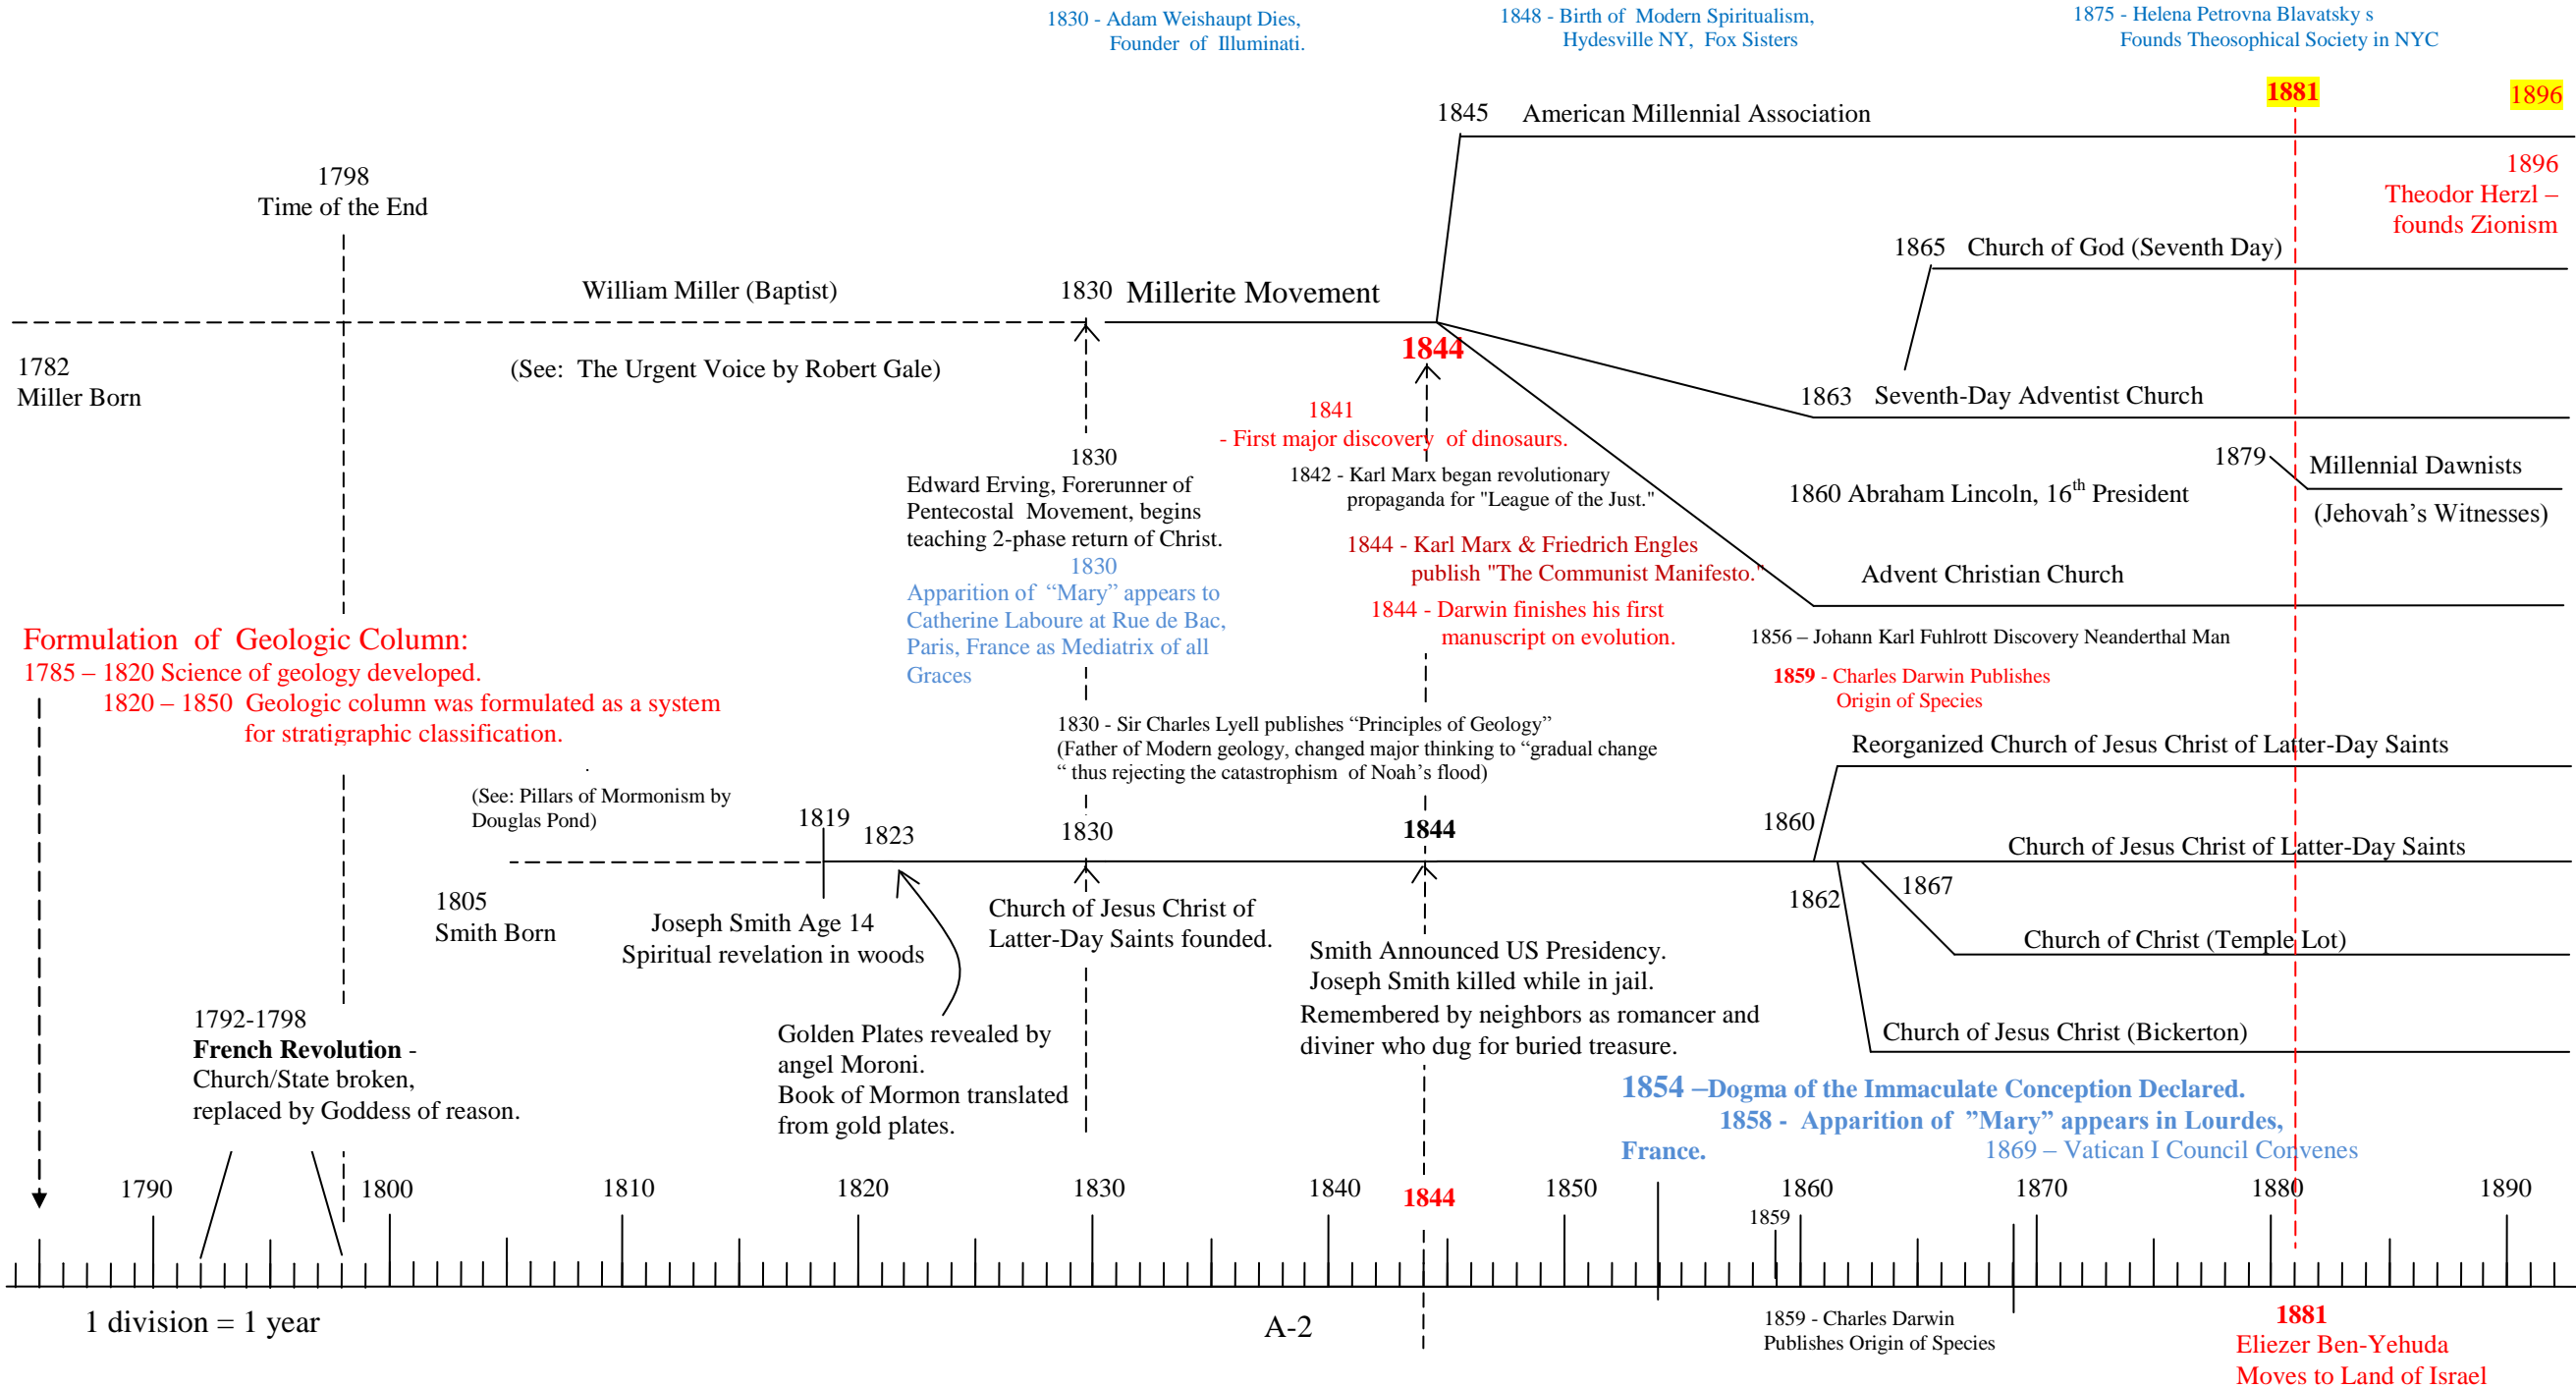 1830 - Adam Weishaupt Dies,
Founder of Illuminati.
1848 - Birth of Modern Spiritualism,
Hydesville NY, Fox Sisters
1875 - Helena Petrovna Blavatsky s
Founds Theosophical Society in NYC
1881
1896
1845 American Millennial Association
1896
Theodor Herzl –
founds Zionism
1798
Time of the End
1865 Church of God (Seventh Day)
William Miller (Baptist)
1830 Millerite Movement
1844
1782
Miller Born
(See: The Urgent Voice by Robert Gale)
1863 Seventh-Day Adventist Church
1841
- First major discovery of dinosaurs.
1842 - Karl Marx began revolutionary
propaganda for "League of the Just."
1879 Millennial Dawnists
(Jehovah's Witnesses)
1860 Abraham Lincoln, 16th President
1830
Edward Erving, Forerunner of
Pentecostal Movement, begins
teaching 2-phase return of Christ.
1830
Apparition of “Mary” appears to
Catherine Laboure at Rue de Bac,
Paris, France as Mediatrix of all
Graces
1844 - Karl Marx & Friedrich Engles
publish "The Communist Manifesto."
1844 - Darwin finishes his first
manuscript on evolution.
Advent Christian Church
1856 – Johann Karl Fuhlrott Discovery Neanderthal Man
1859 - Charles Darwin Publishes
Origin of Species
Formulation of Geologic Column:
1785 – 1820 Science of geology developed.
1820 – 1850 Geologic column was formulated as a system
for stratigraphic classification.
1830 - Sir Charles Lyell publishes “Principles of Geology”
(Father of Modern geology, changed major thinking to “gradual change
“ thus rejecting the catastrophism of Noah’s flood)
Reorganized Church of Jesus Christ of Latter-Day Saints
(See: Pillars of Mormonism by
Douglas Pond)
1819
1823
1830
1844
1860
Church of Jesus Christ of Latter-Day Saints
1862
1867
1805
Smith Born
Joseph Smith Age 14
Spiritual revelation in woods
Church of Jesus Christ of
Latter-Day Saints founded.
Smith Announced US Presidency.
Joseph Smith killed while in jail.
Remembered by neighbors as romancer and
diviner who dug for buried treasure.
Church of Christ (Temple Lot)
Church of Jesus Christ (Bickerton)
1792-1798
French Revolution -
Church/State broken,
replaced by Goddess of reason.
Golden Plates revealed by
angel Moroni.
Book of Mormon translated
from gold plates.
1854 –Dogma of the Immaculate Conception Declared.
1858 - Apparition of ”Mary” appears in Lourdes,
France.
1869 – Vatican I Council Convenes
1790 1800 1810 1820 1830 1840 1844 1850 1860 1870 1880 1890
1859
1 division = 1 year
A-2
1859 - Charles Darwin
Publishes Origin of Species
1881
Eliezer Ben-Yehuda
Moves to Land of Israel